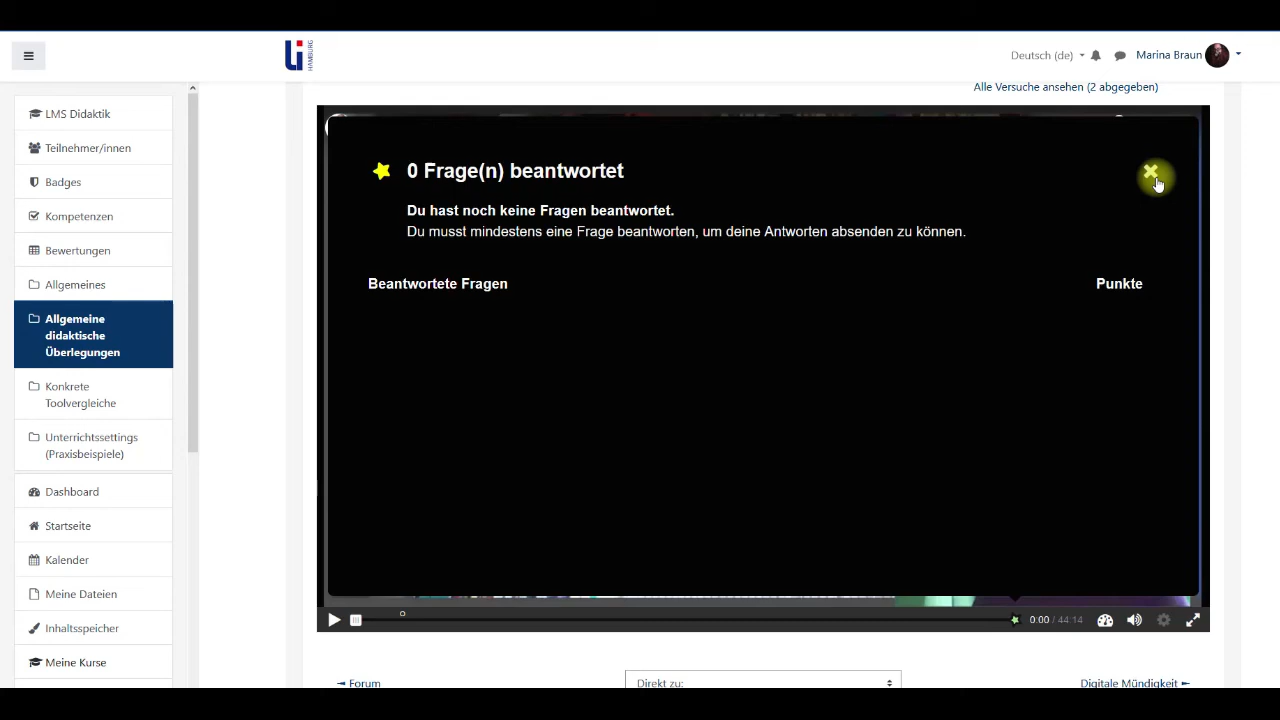 LI
HAMBURG
Deutsch (de)
Marina Braun
Alle Versuche ansehen (2 abgegeben)
LMS Didaktik
Teilnehmer/innen
Badges
Kompetenzen
Bewertungen
Allgemeines
Allgemeine
didaktische
Überlegungen
Konkrete
Toolvergleiche
Unterrichtssettings
(Praxisbeispiele)
Dashboard
Startseite
Kalender
Meine Dateien
Inhaltsspeicher
Meine Kurse
0 Frage(n) beantwortet
Du hast noch keine Fragen beantwortet.
Du musst mindestens eine Frage beantworten, um deine Antworten absenden zu können.
Beantwortete Fragen Punkte
0:00 / 44:14
◄ Forum
Direkt zu:
Digitale Mündigkeit ►